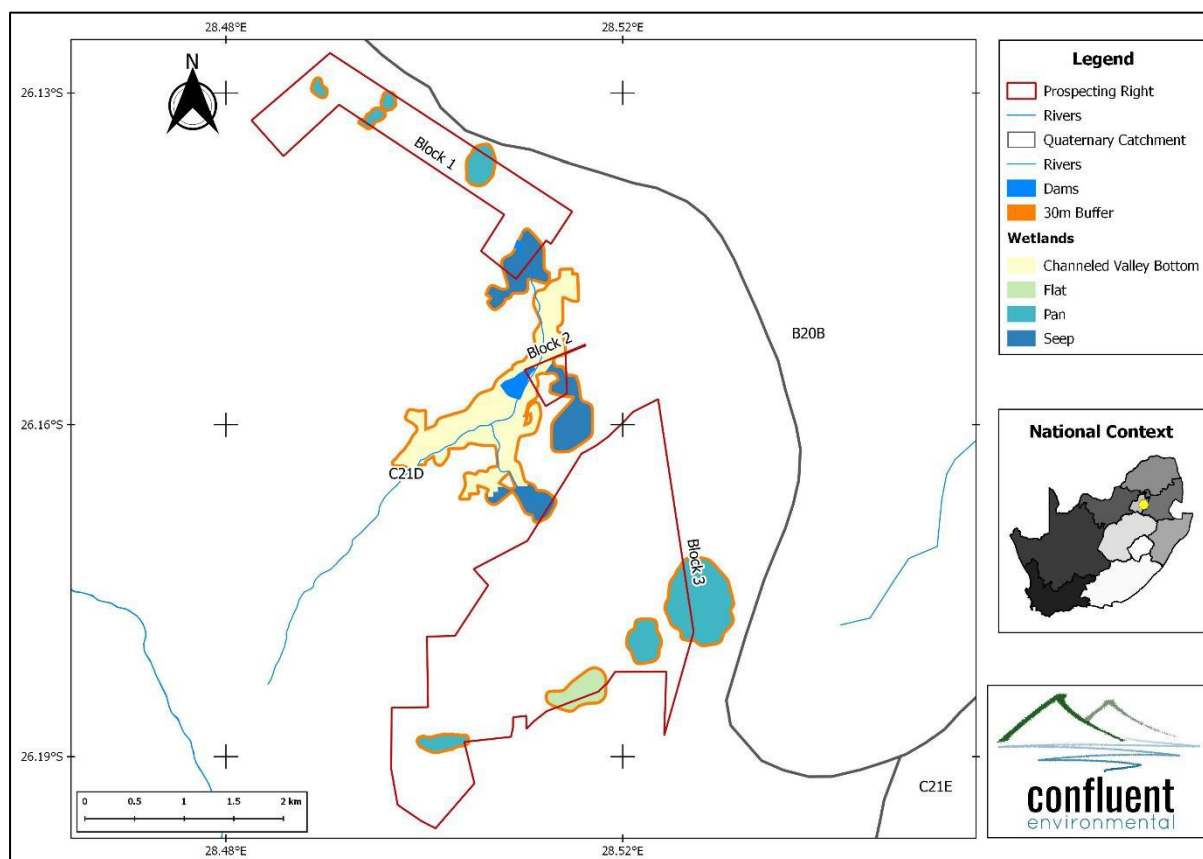 28.48°E
28.52°E
N
26.13°S
Block 1
B20B
Block 2
26.16°S
C21D
Block 3
26.19°S
C21E
0
0.5
1
1.5
2 km
28.48°E
28.52°E
Legend
Prospecting Right
Rivers
Quaternary Catchment
Rivers
Dams
30m Buffer
Wetlands
Channeled Valley Bottom
Flat
Pan
Seep
National Context
confluent
environmental